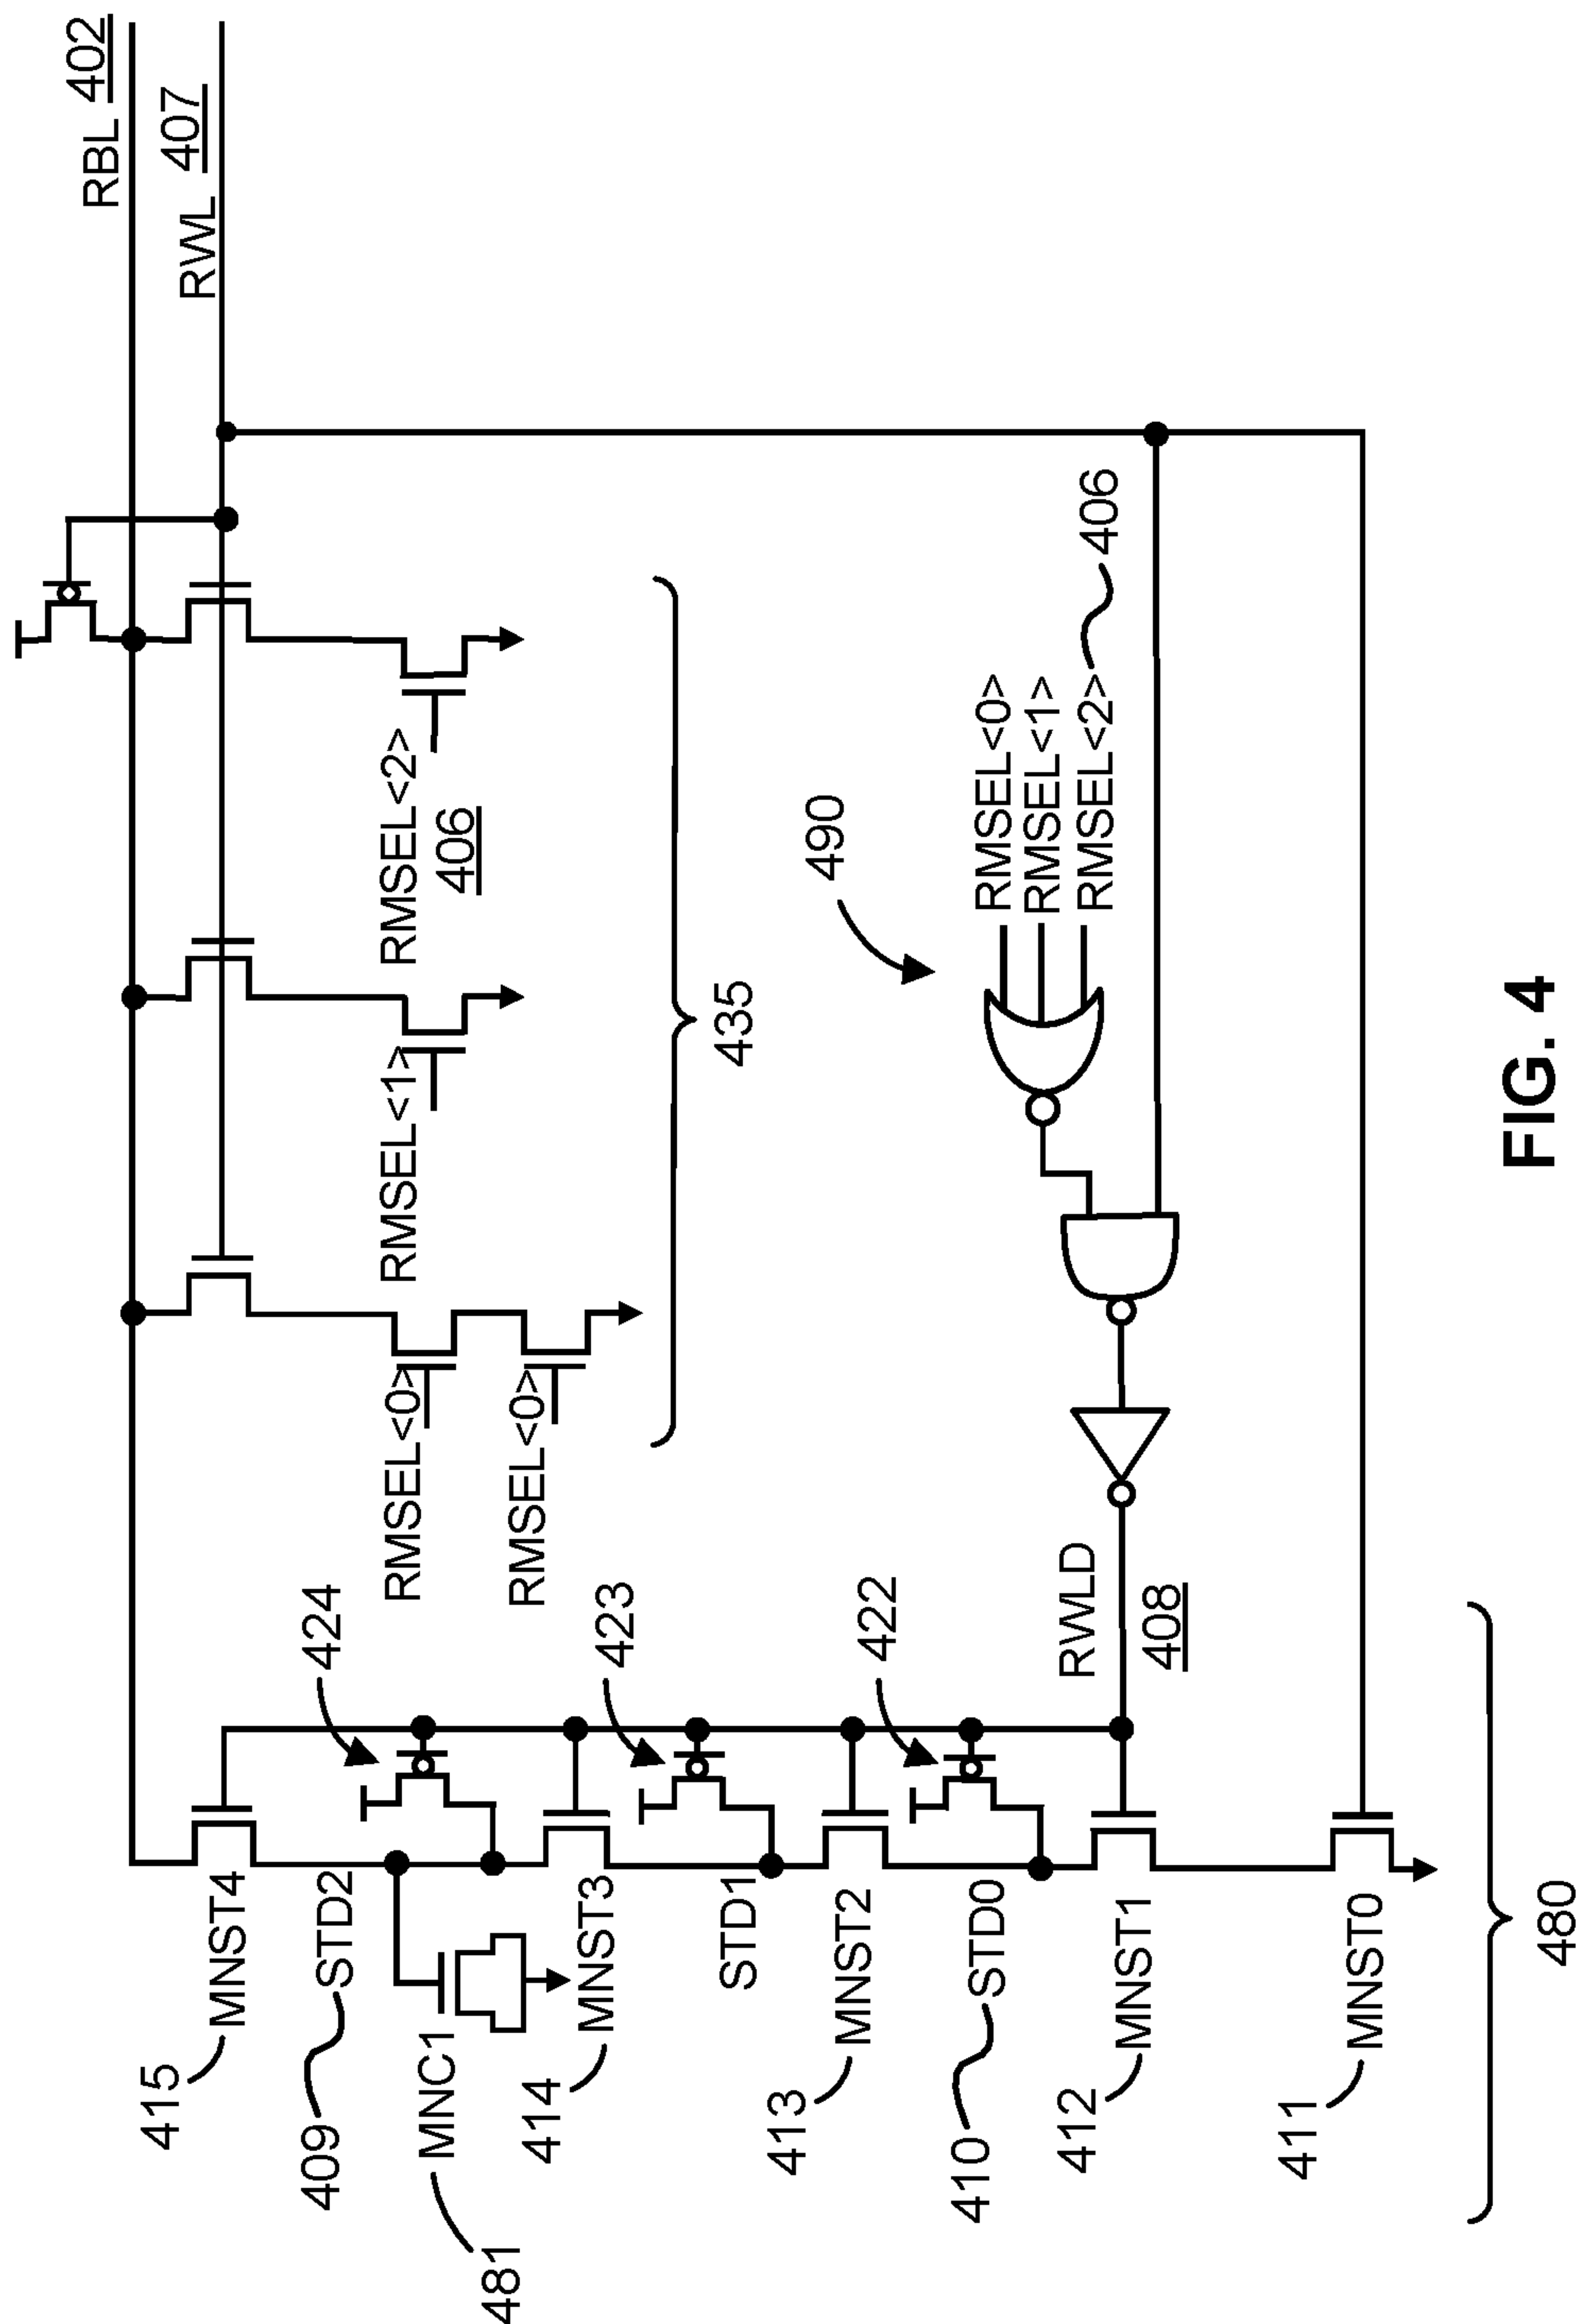 RBL 402
RWL 407
RMSEL<2>
406
RMSEL<1>
RMSEL<0>
RMSEL<0>
435
490
RMSEL<0>
RMSEL<1>
RMSEL<2>
406
RWLD
408
424
423
422
415
MNST4
409
STD2
481
MNC1
414
MNST3
STD1
413
MNST2
410
STD0
412
MNST1
411
MNST0
480
FIG. 4